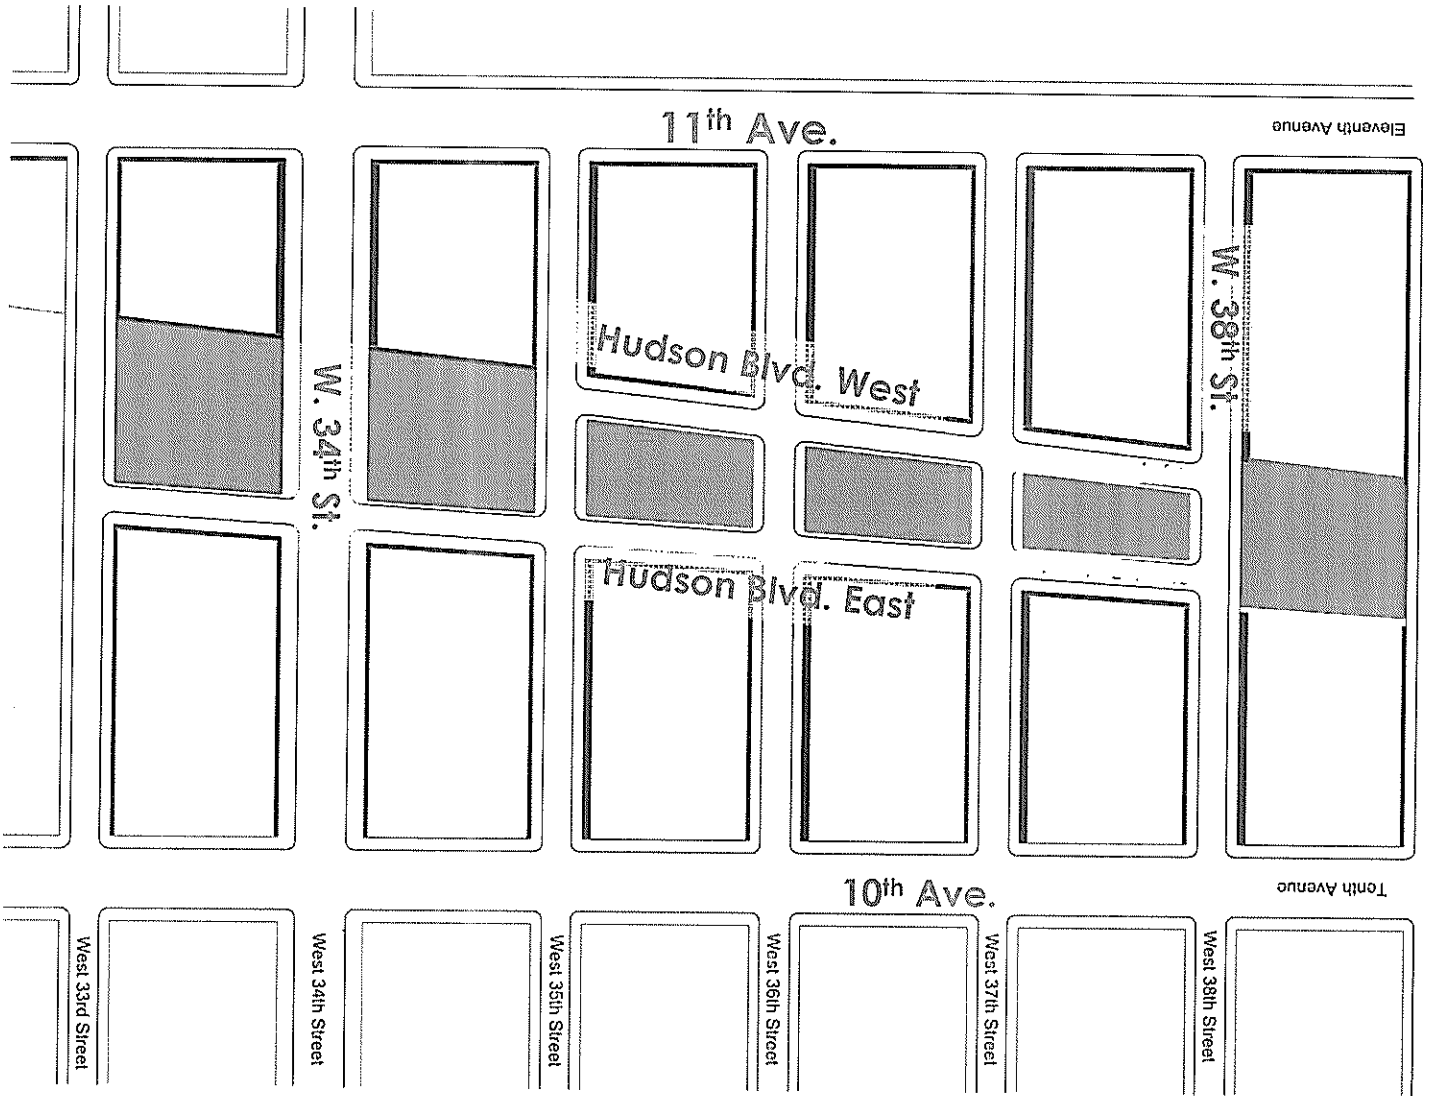 11th Ave.
Eleventh Avenue
W. 38th St.
Hudson Blvd. West
W. 34th St.
Hudson Blvd. East
10th Ave.
Tenth Avenue
West 33rd Street
West 34th Street
West 35th Street
West 36th Street
West 37th Street
West 38th Street